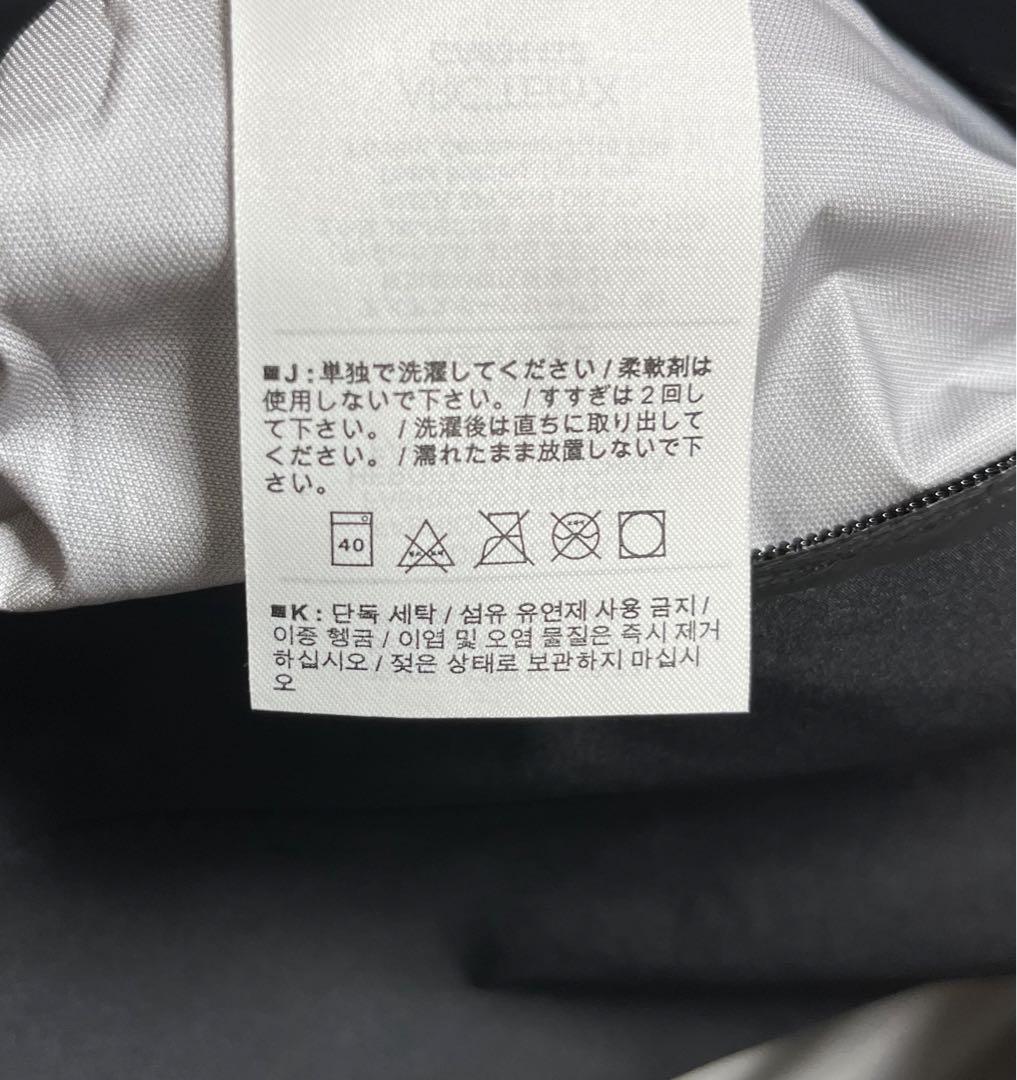 ■J : 単独で洗濯してください / 柔軟剤は
使用しないで下さい。 / すすぎは2回し
て下さい。 / 洗濯後は直ちに取り出して
ください。 / 濡れたまま放置しないで下
さい。
40
■K : 단독 세탁 / 섬유 유연제 사용 금지 /
이중 헹굼 / 이염 및 오염 물질은 즉시 제거
하십시오 / 젖은 상태로 보관하지 마십시
오